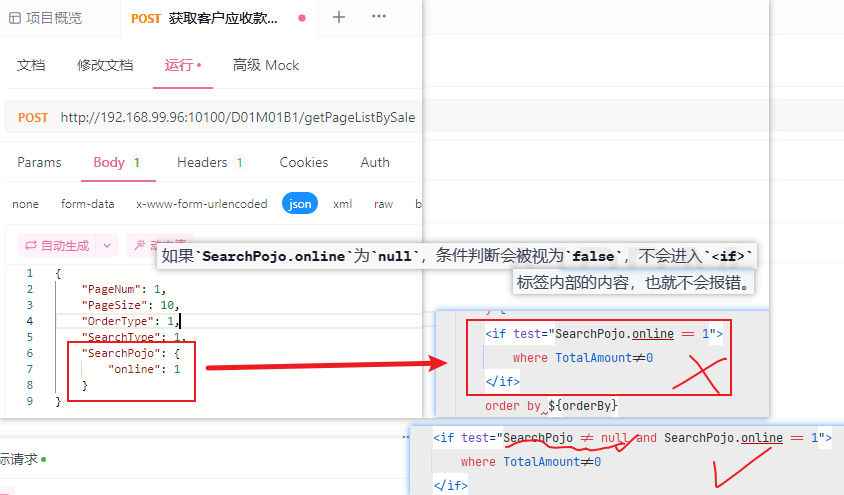 项目概览
POST 获取客户应收款...
文档 修改文档 运行 高级 Mock
POST http://192.168.99.96:10100/D01M01B1/getPageListBySale
Params Body 1 Headers 1 Cookies Auth
none form-data x-www-form-urlencoded json xml raw b
自动生成
如果`SearchPojo.online`为`null`，条件判断会被视为`false`，不会进入`<if>`
标签内部的内容，也就不会报错。
1 {
2 "PageNum": 1,
3 "PageSize": 10,
4 "OrderType": 1,
5 "SearchType": 1,
6 "SearchPojo": {
7 "online": 1
8 }
9 }
<if test="SearchPojo.online == 1">
where TotalAmount!=0
</if>
order by ${orderBy}
<if test="SearchPojo != null and SearchPojo.online == 1">
where TotalAmount!=0
</if>
标请求